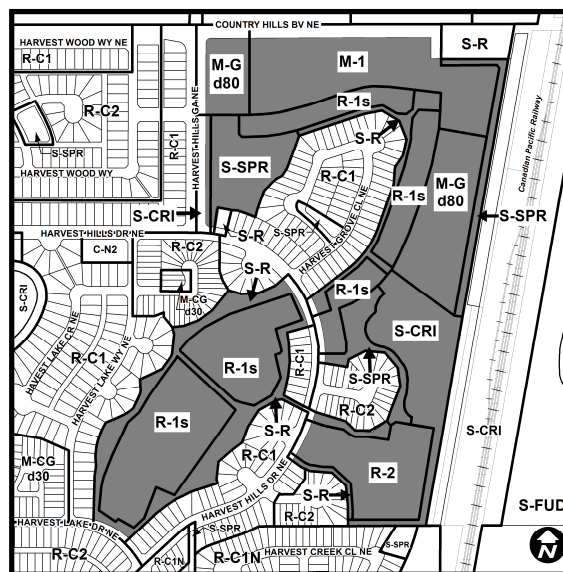 COUNTRY HILLS BV NE
HARVEST WOOD WY NE
R-C1
M-G
d80
M-1
S-R
R-1s
R-C2
S-SPR
HARVEST WOOD WY
R-C1
HARVEST HILLS GA NE
S-SPR
S-R
R-C1
R-1s
M-G
d80
Canadian Pacific Railway
S-CRI
S-SPR
HARVEST HILLS DR NE
S-R
S-SPR
HARVEST GROVE CL NE
C-N2
R-C2
S-R
M-CG
d30
S-CRI
R-1s
S-CRI
HAVEST LAKE CR NE
R-C1
HARVEST LAKE WY NE
R-1s
R-C1
S-SPR
R-C2
R-1s
S-R
S-CRI
M-CG
d30
R-C1
R-2
HARVEST HILLS DR NE
S-R
R-C2
S-FUD
HARVEST LAKE DR NE
S-SPR
R-C2
R-C1N
R-C1N
HARVEST CREEK CL NE
S-SPR
N